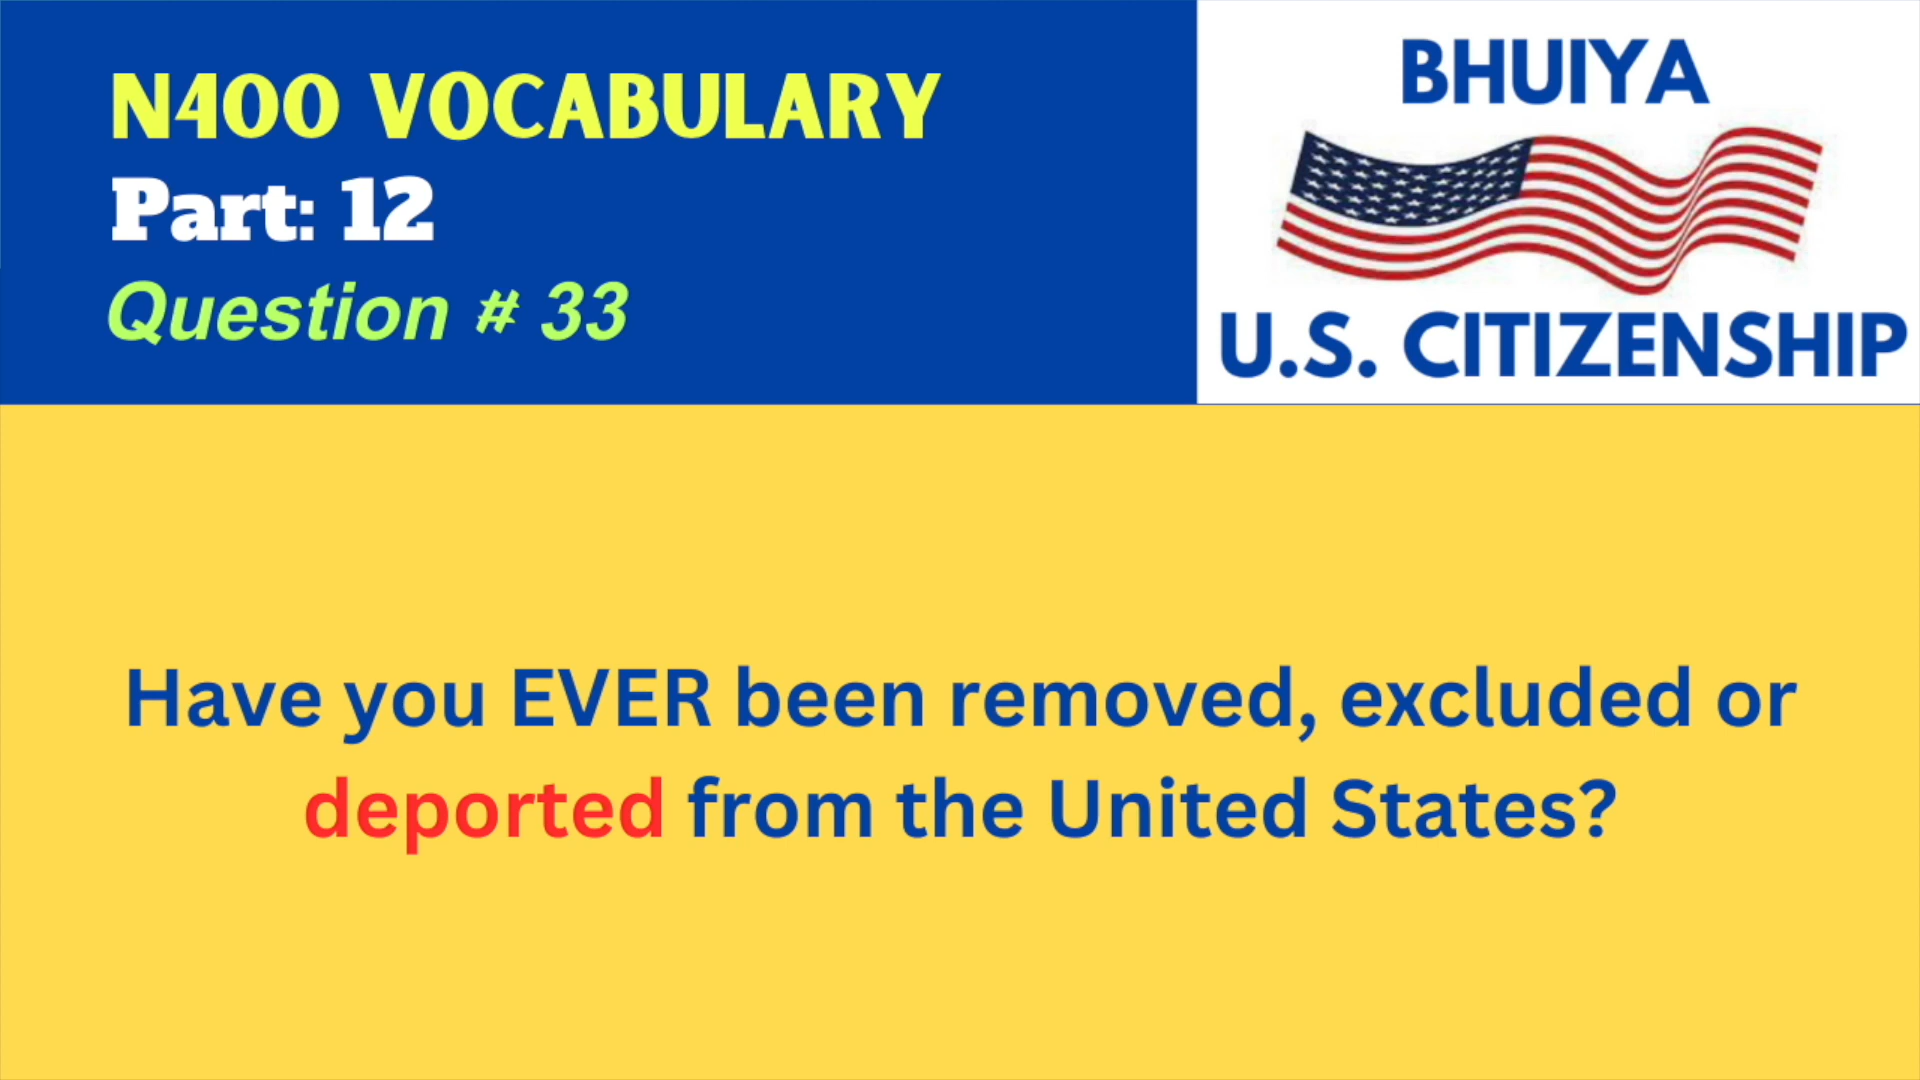 N400 VOCABULARY
Part: 12
Question # 33
BHUIYA
U.S. CITIZENSHIP
Have you EVER been removed, excluded or
deported from the United States?